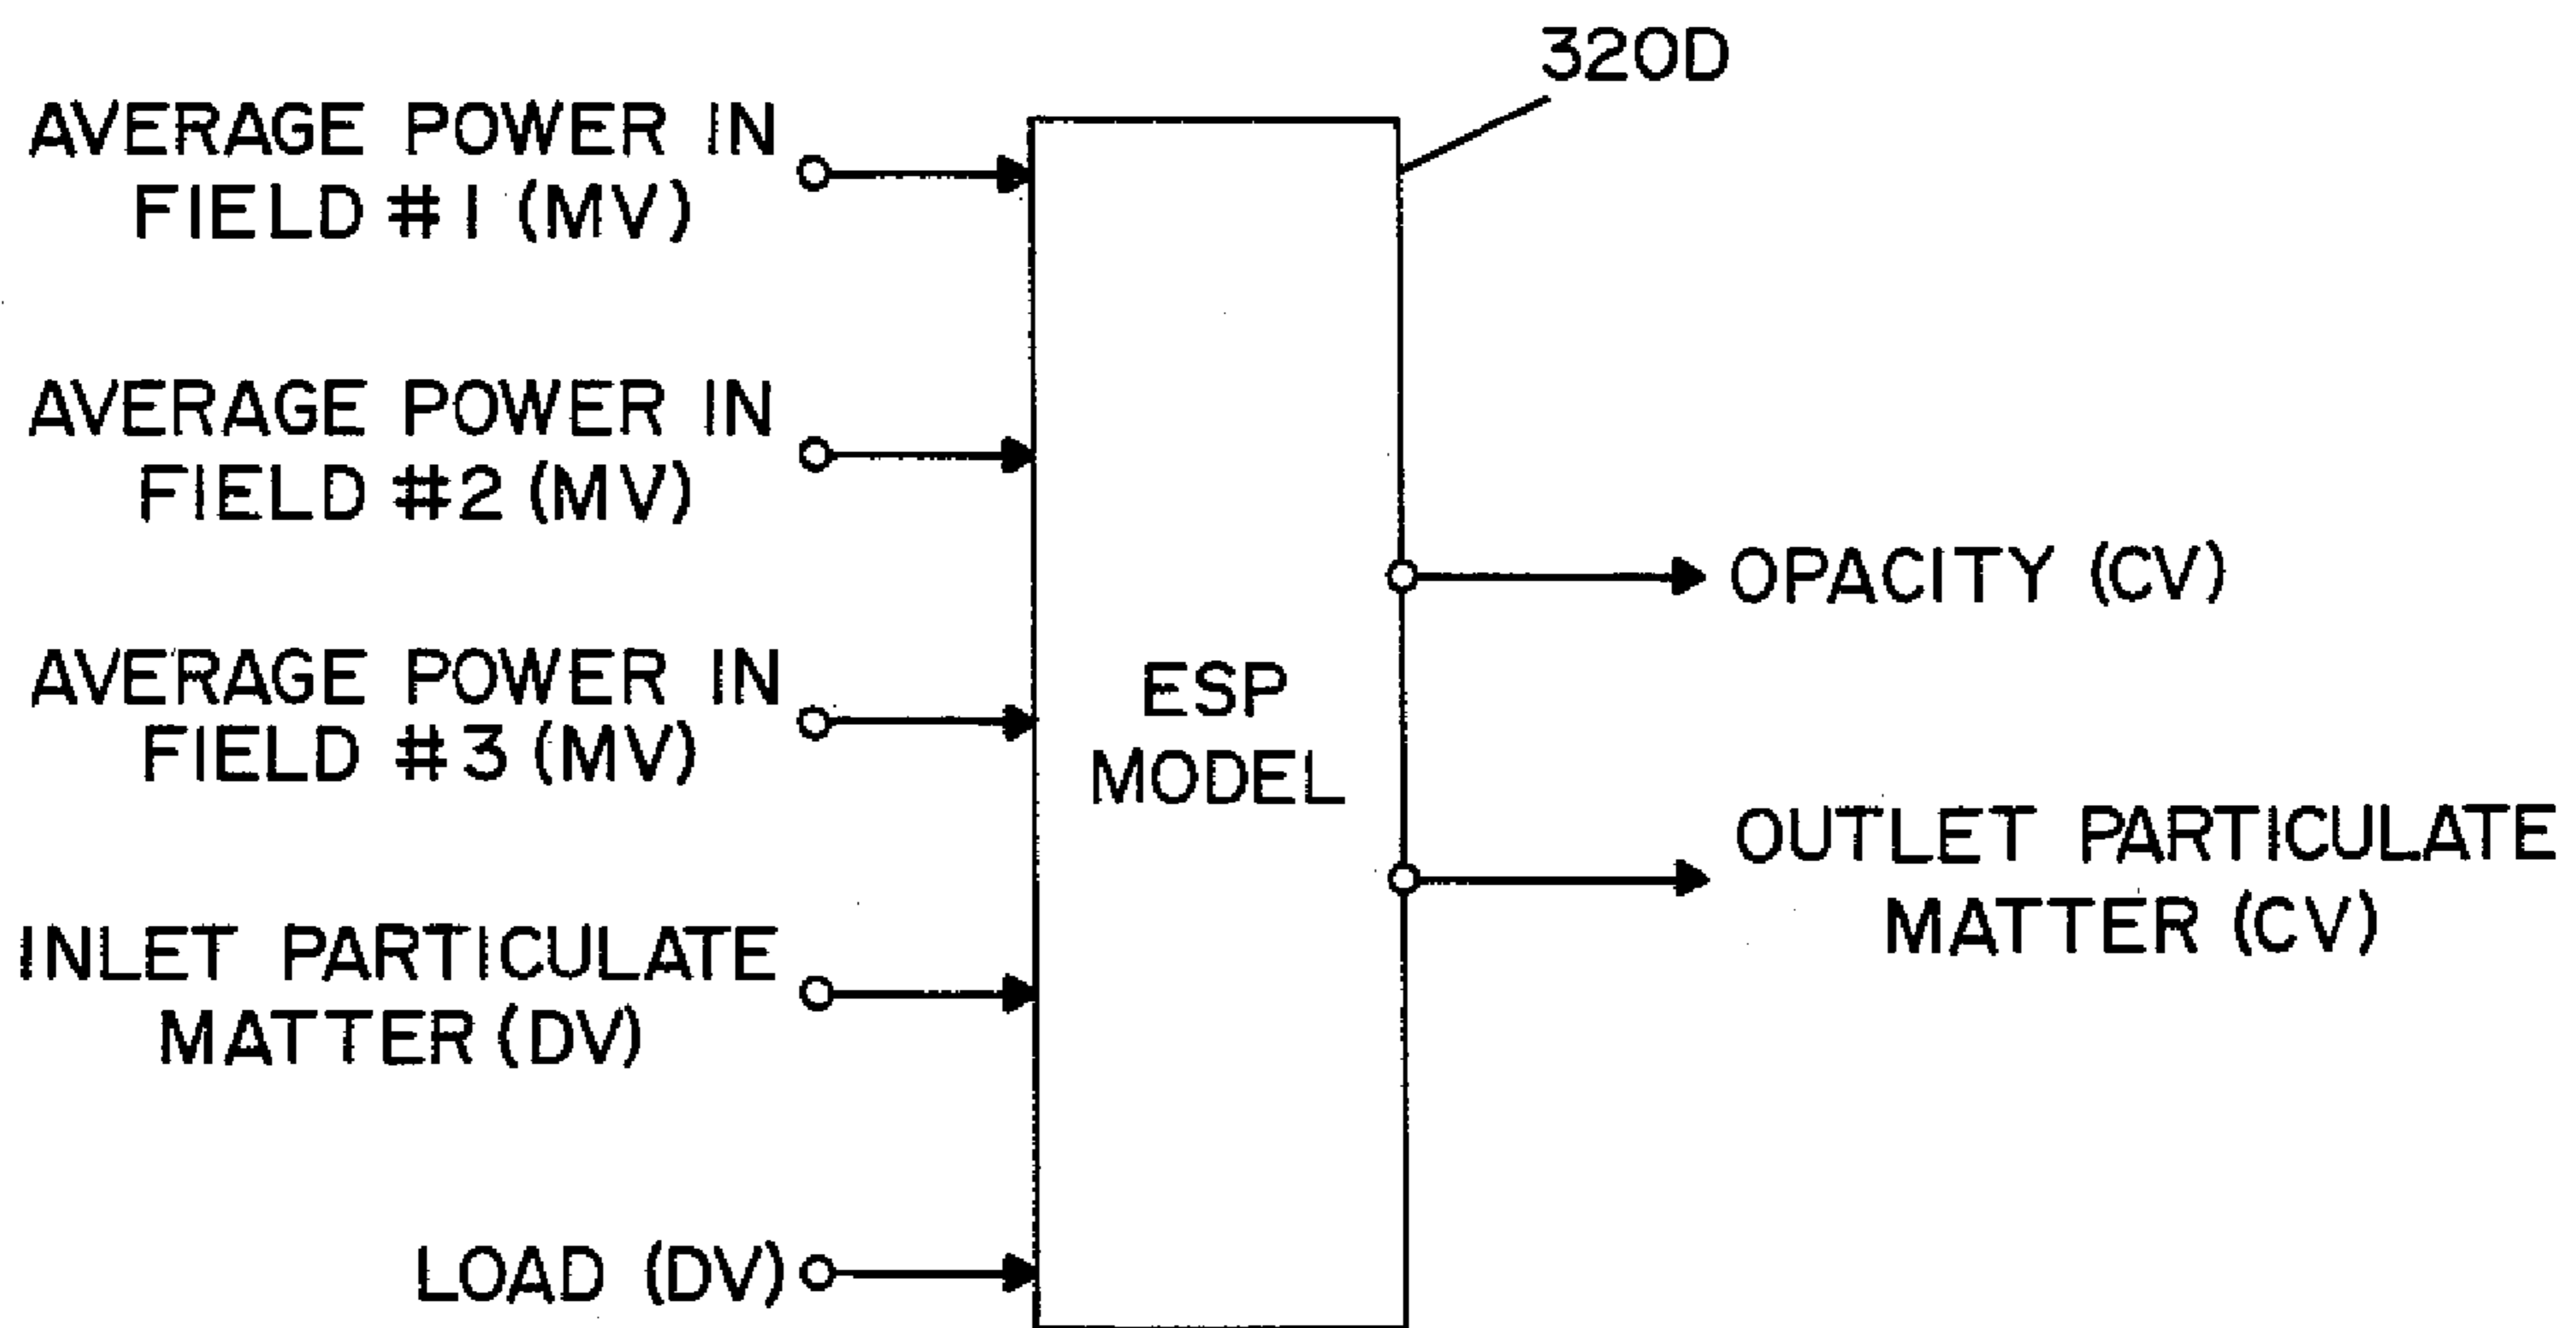 320D
AVERAGE POWER IN
FIELD #1 (MV)
AVERAGE POWER IN
FIELD #2 (MV)
AVERAGE POWER IN
FIELD #3 (MV)
INLET PARTICULATE
MATTER (DV)
LOAD (DV)
ESP
MODEL
OPACITY (CV)
OUTLET PARTICULATE
MATTER (CV)